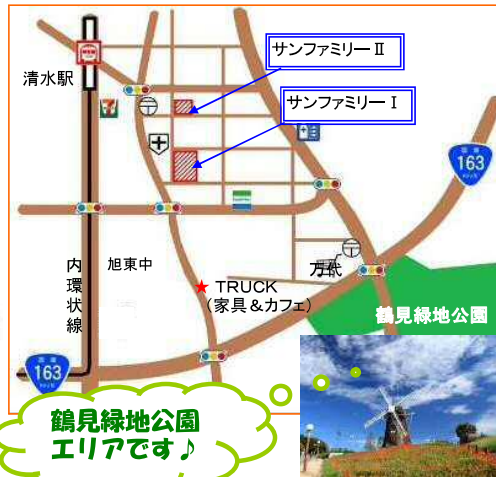 サンファミリーⅡ
清水駅
サンファミリーⅠ
163
万代
内環状線
旭東中
TRUCK
(家具&カフェ)
鶴見緑地公園
163
鶴見緑地公園
エリアです♪